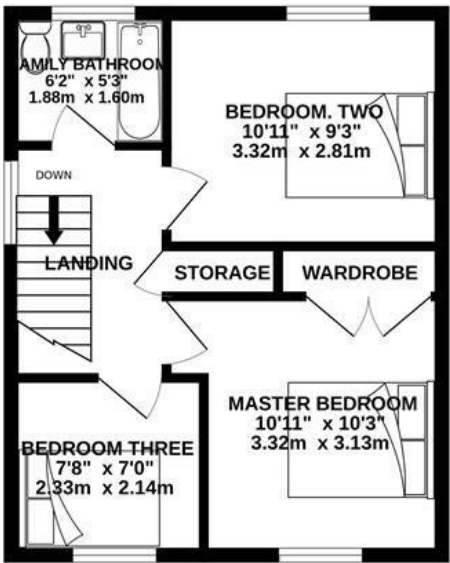 AMILY BATHROOM
6'2" x 5'3"
1.88m x 1.60m
BEDROOM. TWO
10'11" x 9'3"
3.32m x 2.81m
DOWN
LANDING
STORAGE
WARDROBE
MASTER BEDROOM
10'11" x 10'3"
3.32m x 3.13m
BEDROOM THREE
7'8" x 7'0"
2.33m x 2.14m